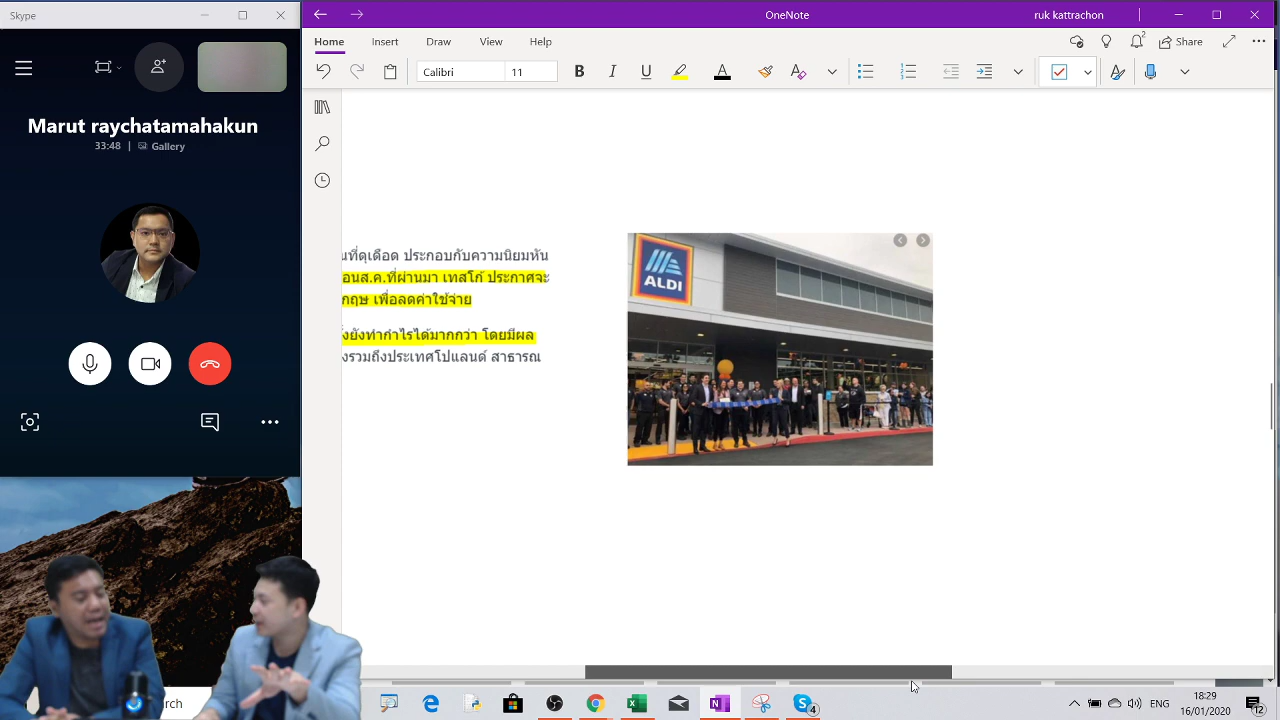 Skype
OneNote
ruk kattrachon
Home
Insert
Draw
View
Help
2
Share
Calibri
11
B
I
U
A
Marut raychatamahakun
33:48 | Gallery
นที่ดุเดือด ประกอบกับความนิยมหัน
อนส.ค.ที่ผ่านมา เทสโก้ ประกาศจะ
กฤษ เพื่อลดค่าใช้จ่าย
ั้งยังทำกำไรได้มากกว่า โดยมีผล
งรวมถึงประเทศโปแลนด์ สาธารณ
ALDI
rch
4
ENG
18:29
16/01/2020
12